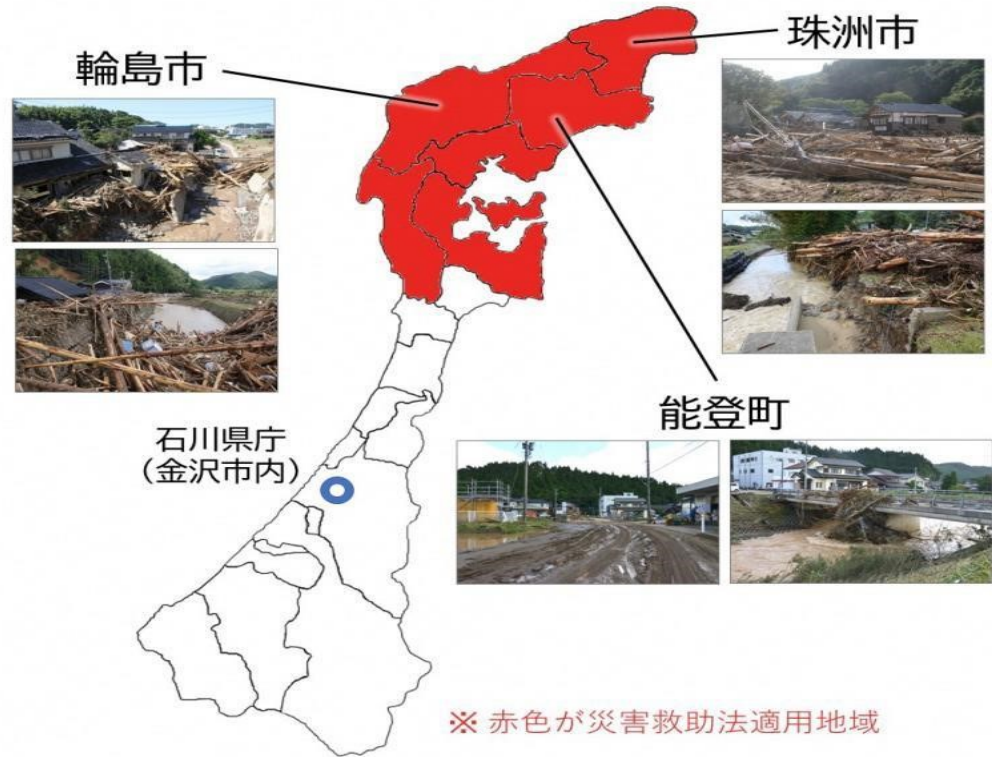 珠洲市
輪島市
能登町
石川県庁
（金沢市内）
※ 赤色が災害救助法適用地域